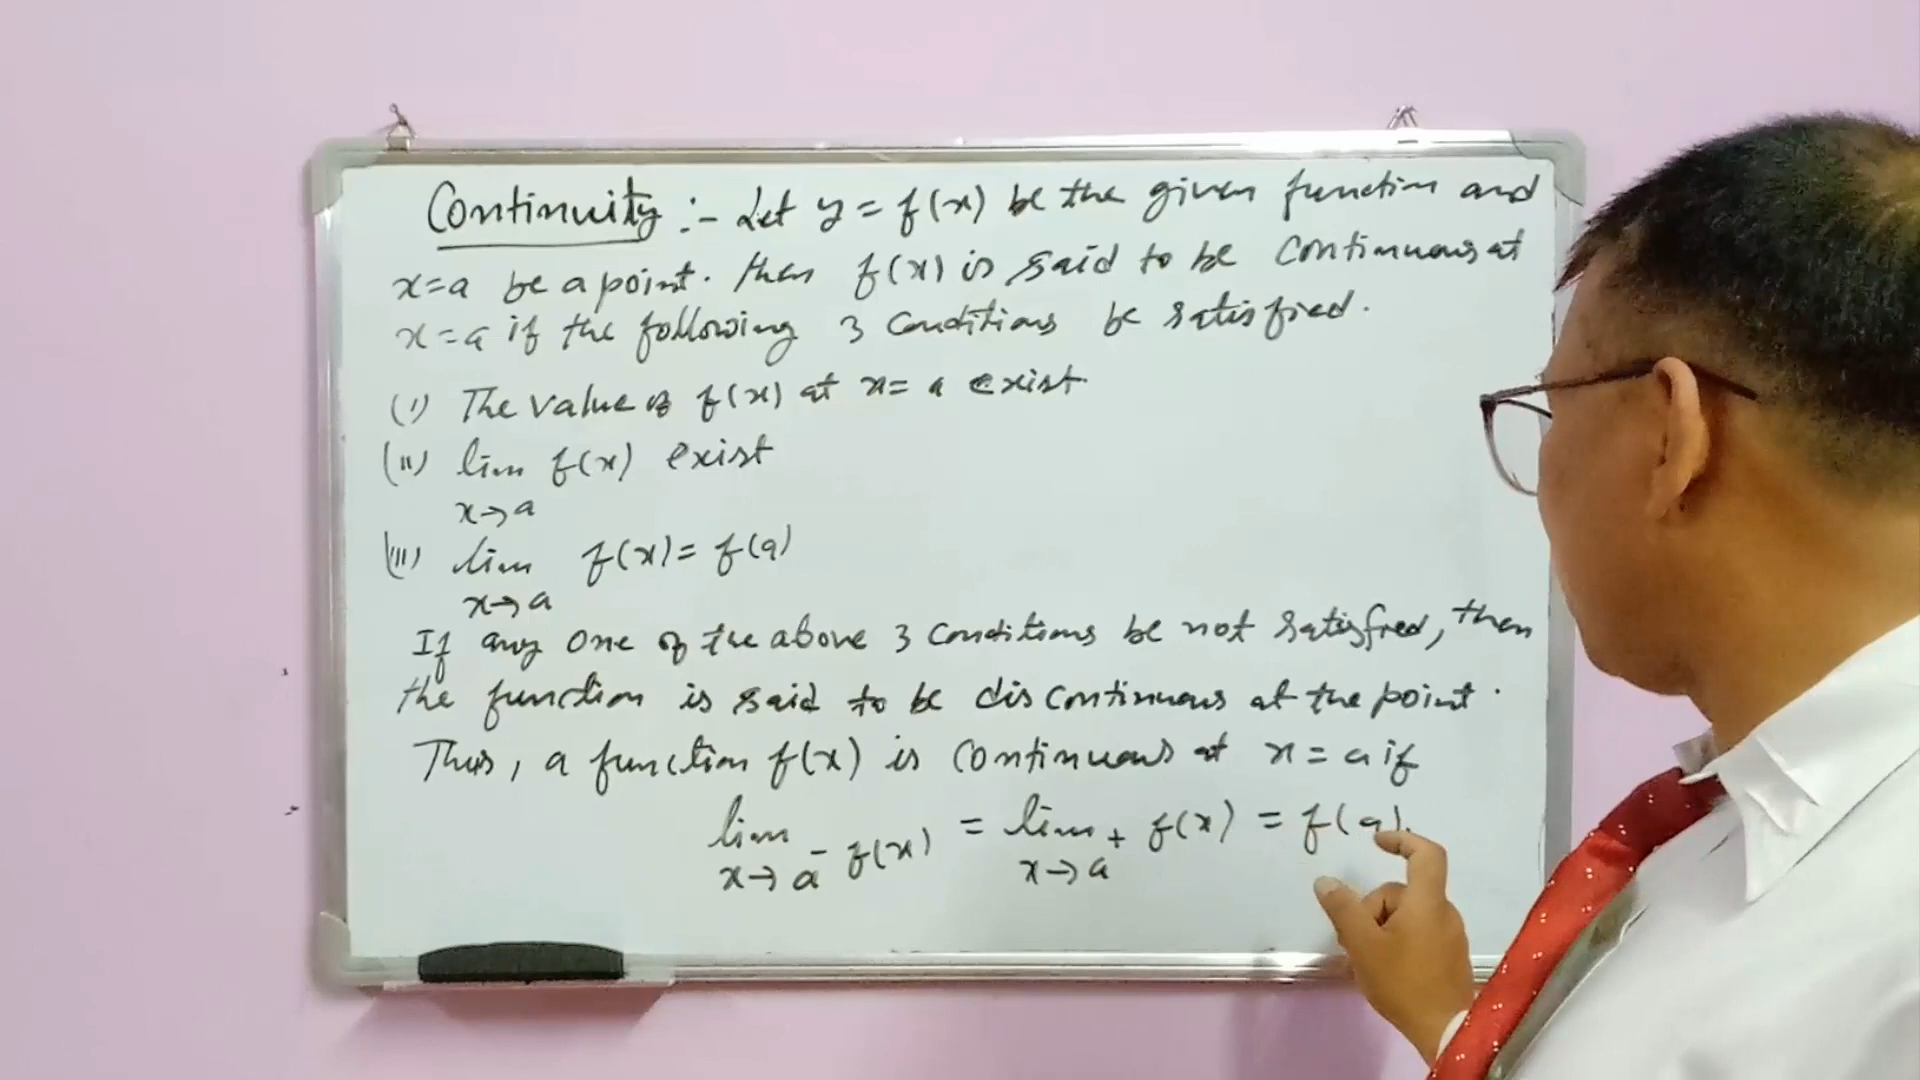 Continuity :- Let y = f(x) be the given function and
x=a be a point. then f(x) is said to be continuous at
x=a if the following 3 conditions be satisfied.
(i) The value of f(x) at x= a exist.
(ii) lim f(x) exist
x→a
(iii) lim f(x)= f(a)
x→a
If any one of the above 3 conditions be not satisfied, then
the function is said to be discontinuous at the point.
Thus, a function f(x) is continuous at x = a if
lim f(x) = lim f(x) = f(a).
x→a⁻ x→a⁺